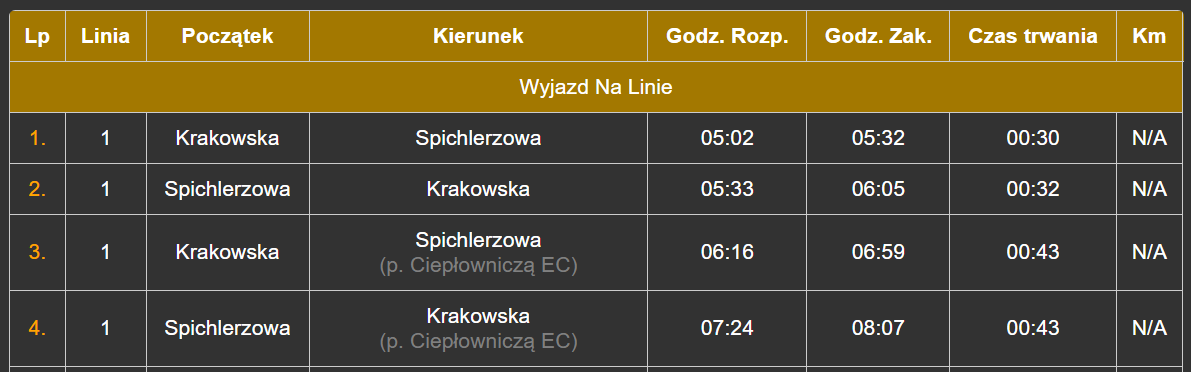 Lp Linia Początek Kierunek Godz. Rozp. Godz. Zak. Czas trwania Km
Wyjazd Na Linie
1. 1 Krakowska Spichlerzowa 05:02 05:32 00:30 N/A
2. 1 Spichlerzowa Krakowska 05:33 06:05 00:32 N/A
3. 1 Krakowska Spichlerzowa 06:16 06:59 00:43 N/A
(p. Ciepłowniczą EC)
4. 1 Spichlerzowa Krakowska 07:24 08:07 00:43 N/A
(p. Ciepłowniczą EC)